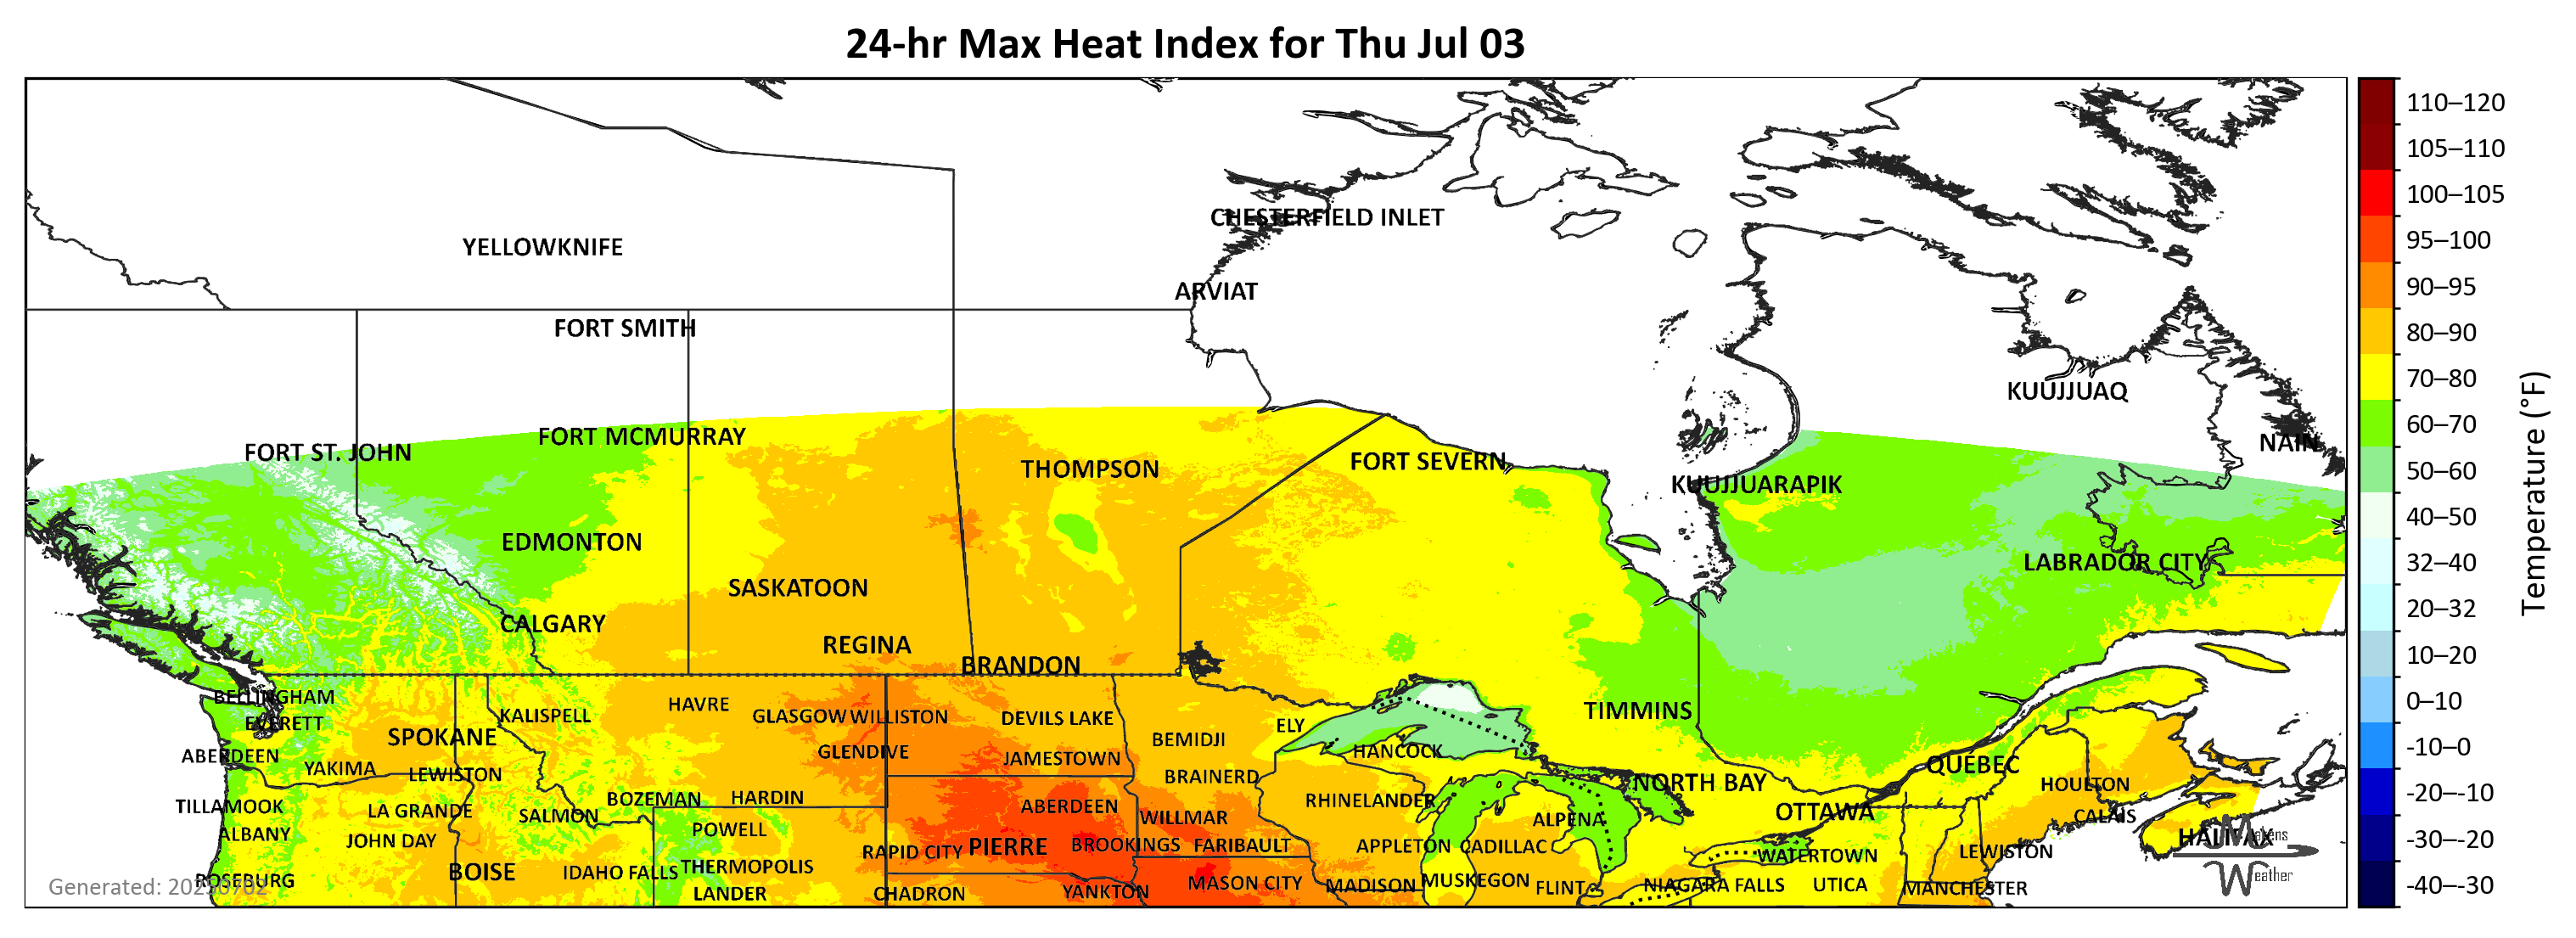 24-hr Max Heat Index for Thu Jul 03
CHESTERFIELD INLET
YELLOWKNIFE
ARVIAT
FORT SMITH
KUUJJUAQ
FORT MCMURRAY
NAIN
FORT ST. JOHN
THOMPSON
FORT SEVERN
KUUJJUARAPIK
EDMONTON
LABRADOR CITY
SASKATOON
CALGARY
REGINA
BRANDON
BELLINGHAM
HAVRE
KALISPELL
GLASGOW
WILLISTON
DEVILS LAKE
TIMMINS
EVERETT
ELY
SPOKANE
BEMIDJI
GLENDIVE
HANCOCK
ABERDEEN
JAMESTOWN
QUÉBEC
YAKIMA
LEWISTON
BRAINERD
NORTH BAY
HOULTON
BOZEMAN
HARDIN
RHINELANDER
TILLAMOOK
LA GRANDE
ABERDEEN
SALMON
WILLMAR
ALPENA
OTTAWA
CALAIS
ALBANY
JOHN DAY
POWELL
HALIFAX
RAPID CITY
PIERRE
BROOKINGS
FARIBAULT
APPLETON
CADILLAC
WATERTOWN
LEWISTON
BOISE
IDAHO FALLS
THERMOPOLIS
ROSEBURG
LANDER
CHADRON
YANKTON
MASON CITY
MADISON
MUSKEGON
FLINT
NIAGARA FALLS
UTICA
MANCHESTER
Generated: 20250702
Weather
110–120
105–110
100–105
95–100
90–95
80–90
70–80
60–70
50–60
40–50
32–40
20–32
10–20
0–10
-10–0
-20–-10
-30–-20
-40–-30
Temperature (°F)